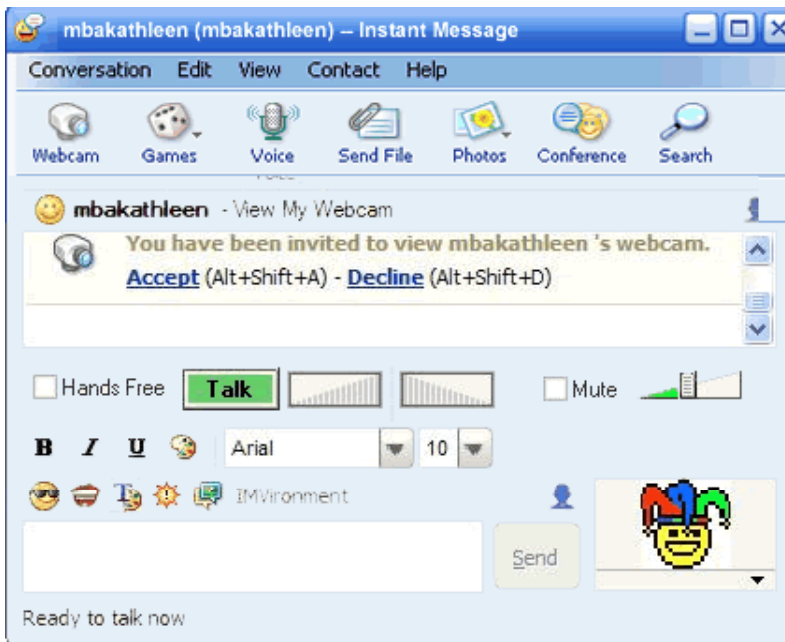 mbakathleen (mbakathleen) -- Instant Message
Conversation Edit View Contact Help
Webcam Games Voice Send File Photos Conference Search
mbakathleen - View My Webcam
You have been invited to view mbakathleen 's webcam.
Accept (Alt+Shift+A) - Decline (Alt+Shift+D)
Hands Free Talk Mute
B I U Arial 10
IMVironment
Send
Ready to talk now